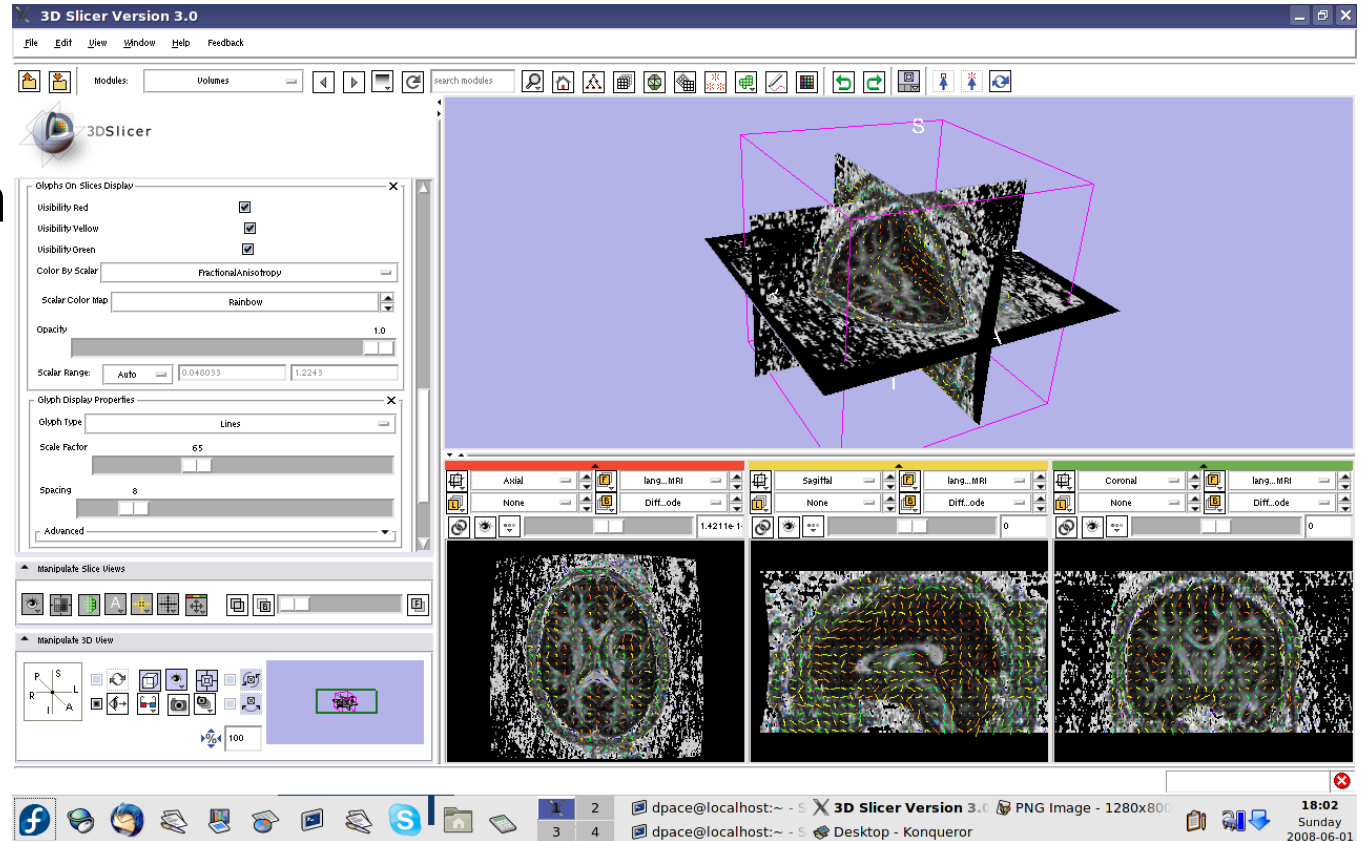 3D Slicer Version 3.0
File Edit View Window Help Feedback
Modules: Volumes search modules
3DSlicer
Glyphs On Slices Display
Visibility Red
Visibility Yellow
Visibility Green
Color By Scalar FractionalAnisotropy
Scalar Color Map Rainbow
Opacity 1.0
Scalar Range: Auto 0.048033 1.2243
Glyph Display Properties
Glyph Type Lines
Scale Factor 65
Spacing 8
Advanced
Manipulate Slice Views
Manipulate 3D View
P S
R L
I A
100
S
A
I
Axial lang...MRI
None Diff...ode
1.4211e-1
Sagittal lang...MRI
None Diff...ode
0
Coronal lang...MRI
None Diff...ode
0
1 2
3 4
dpace@localhost:~ - S
3D Slicer Version 3.0
PNG Image - 1280x800
dpace@localhost:~ - S
Desktop - Konqueror
18:02
Sunday
2008-06-01